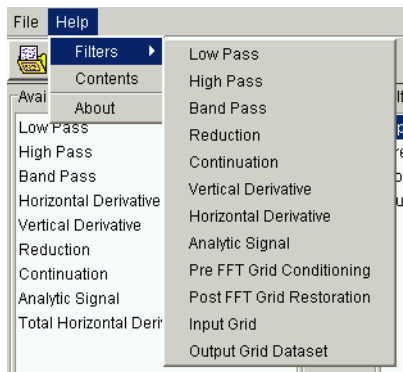 File Help
Filters
Contents
About
Low Pass
High Pass
Band Pass
Reduction
Continuation
Vertical Derivative
Horizontal Derivative
Analytic Signal
Pre FFT Grid Conditioning
Post FFT Grid Restoration
Input Grid
Output Grid Dataset
Avai
Low Pass
High Pass
Band Pass
Horizontal Derivative
Vertical Derivative
Reduction
Continuation
Analytic Signal
Total Horizontal Deri